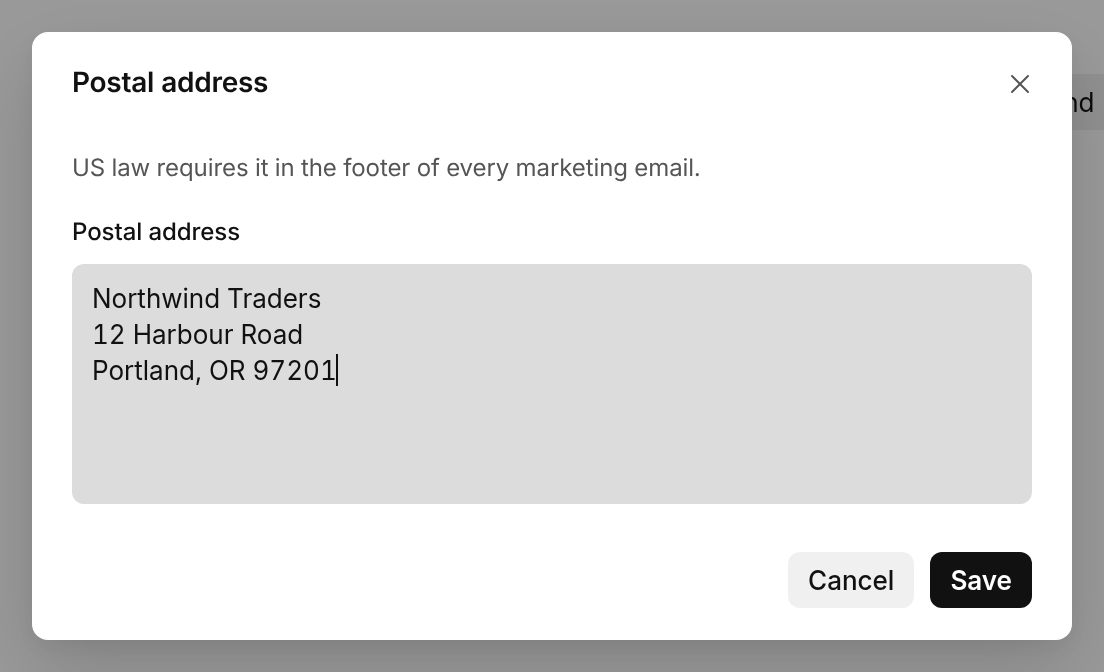 Postal address
nd
US law requires it in the footer of every marketing email.
Postal address
Northwind Traders
12 Harbour Road
Portland, OR 97201
Cancel
Save